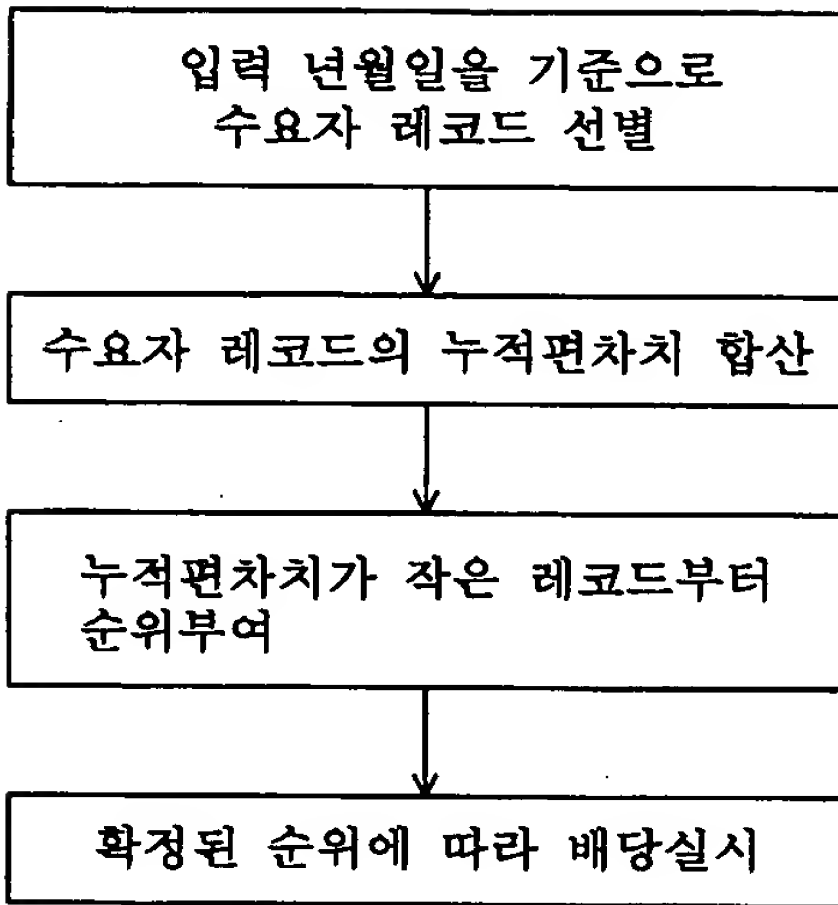 입력 년월일을 기준으로
수요자 레코드 선별
수요자 레코드의 누적편차치 합산
누적편차치가 작은 레코드부터
순위부여
확정된 순위에 따라 배당실시